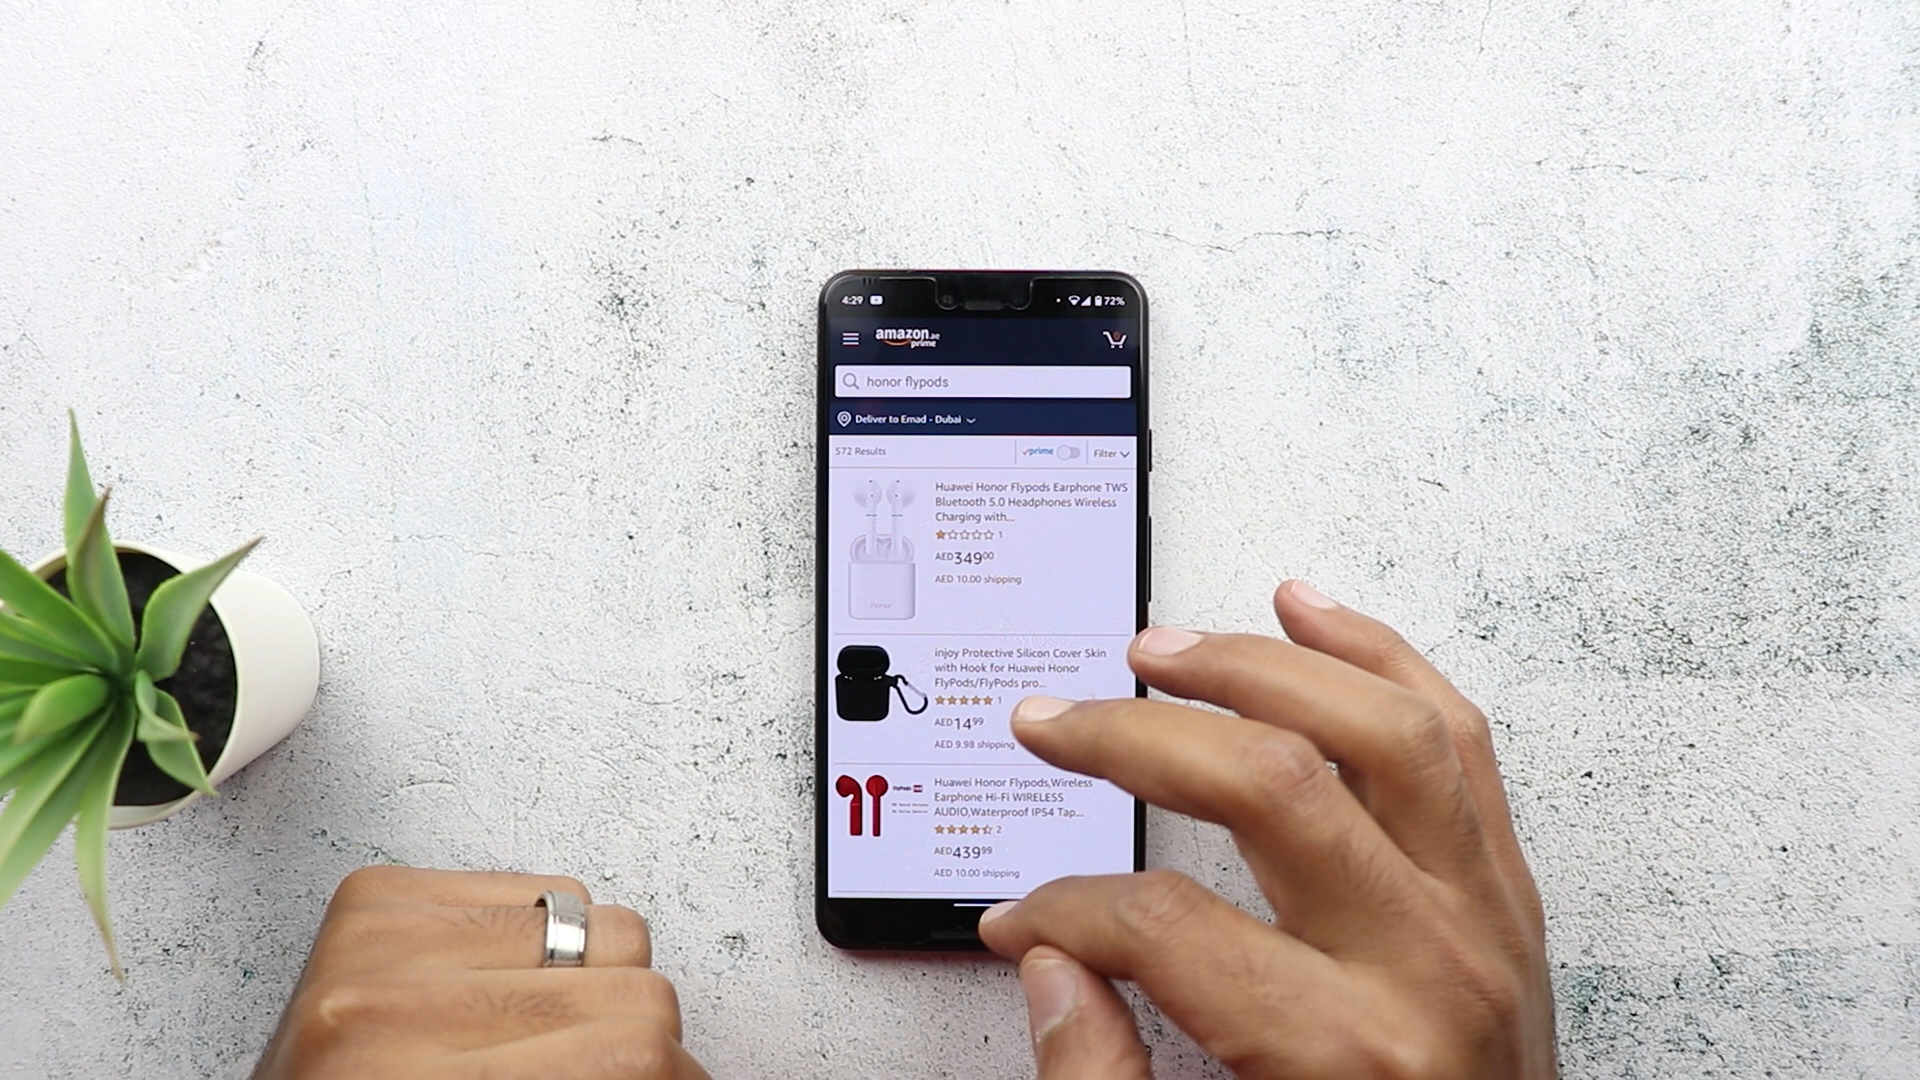 4:29
72%
amazon.ae
prime
0
honor flypods
Deliver to Emad - Dubai
572 Results
prime
Filter
Huawei Honor Flypods Earphone TWS
Bluetooth 5.0 Headphones Wireless
Charging with...
1
AED 349 00
AED 10.00 shipping
honor
injoy Protective Silicon Cover Skin
with Hook for Huawei Honor
FlyPods/FlyPods pro...
1
AED 14 99
AED 9.98 shipping
Huawei Honor Flypods,Wireless
Earphone Hi-Fi WIRELESS
AUDIO,Waterproof IP54 Tap...
2
AED 439 99
AED 10.00 shipping